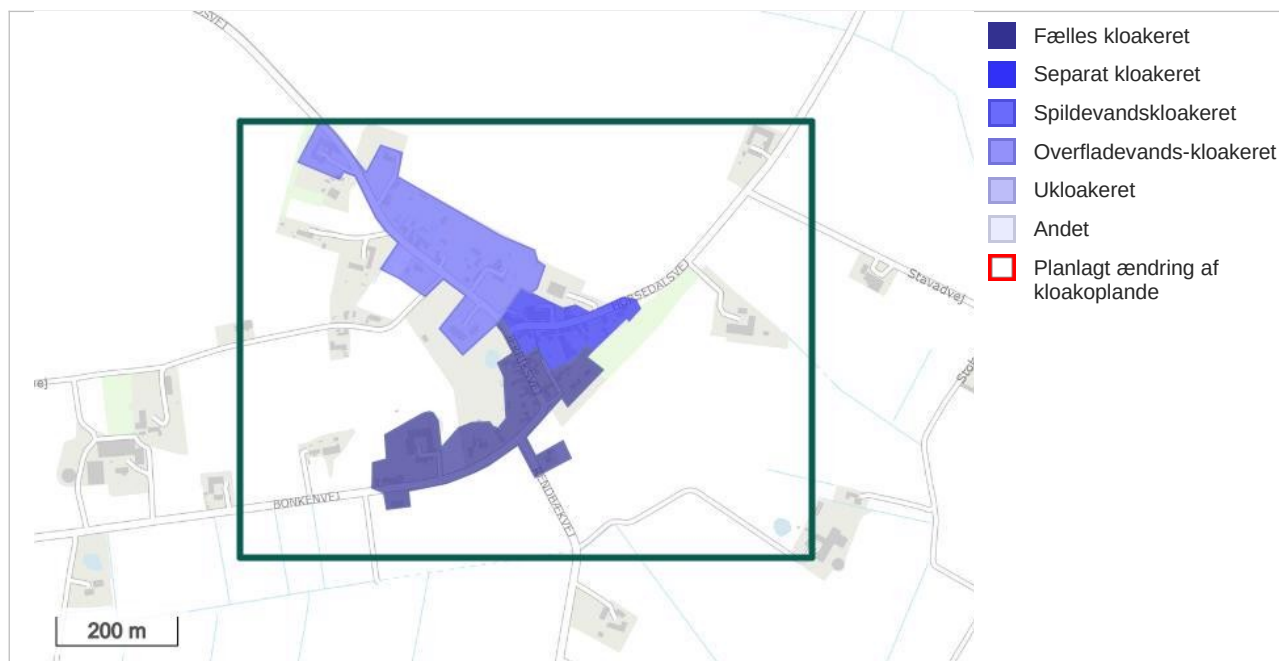 Fælles kloakeret
Separat kloakeret
Spildevandskloakeret
Overfladevands-kloakeret
Ukloakeret
Andet
Planlagt ændring af
kloakoplande
Stavadvej
BONKENVEJ
200 m